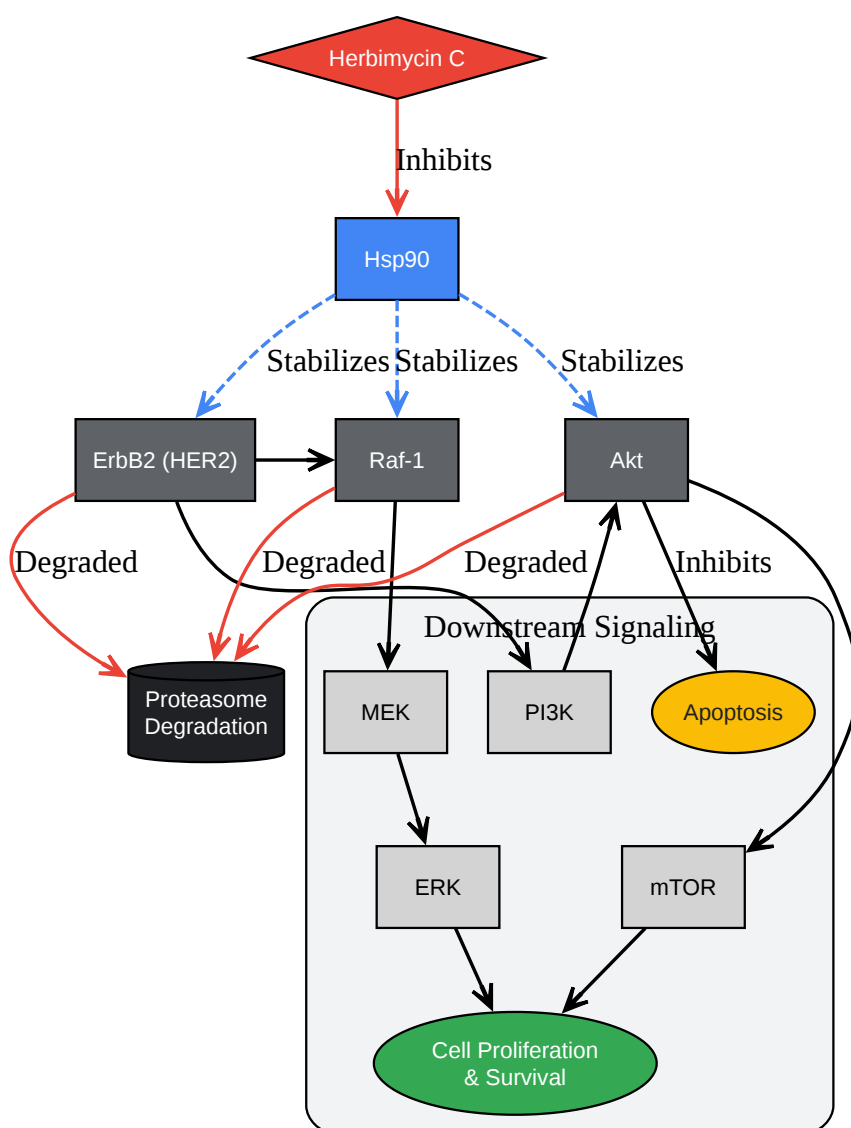 Herbimycin C
Inhibits
Hsp90
Stabilizes
Stabilizes
Stabilizes
ErbB2 (HER2)
Raf-1
Akt
Degraded
Degraded
Degraded
Inhibits
Downstream Signaling
Proteasome
Degradation
MEK
PI3K
Apoptosis
ERK
mTOR
Cell Proliferation
& Survival